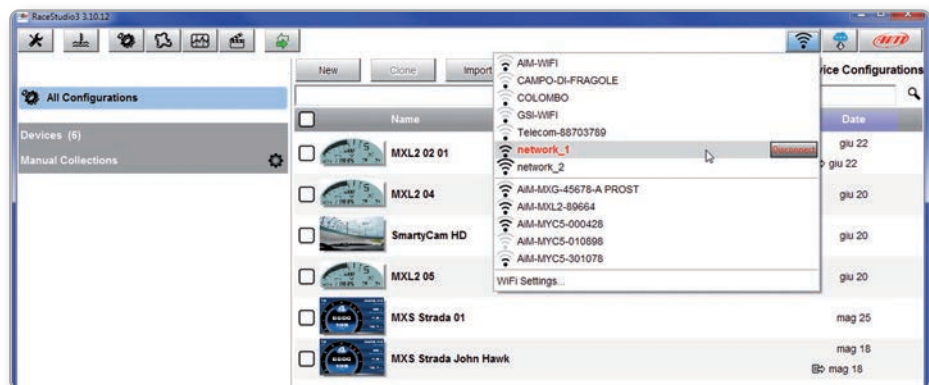 RaceStudio3 3.10.12
AiM
New Clone Import
vice Configurations
All Configurations
Devices (6)
Manual Collections
Name Date
MXL2 02 01 giu 22
giu 22
MXL2 04 giu 20
SmartyCam HD giu 20
MXL2 05 giu 20
MXS Strada 01 mag 25
MXS Strada John Hawk mag 18
mag 18
AiM-WIFI
CAMPO-DI-FRAGOLE
COLOMBO
GSI-WIFI
Telecom-88703789
network_1 Disconnect
network_2
AiM-MXG-45678-A PROST
AiM-MXL2-89664
AiM-MYC5-000428
AiM-MYC5-010898
AiM-MYC5-301078
WiFi Settings...